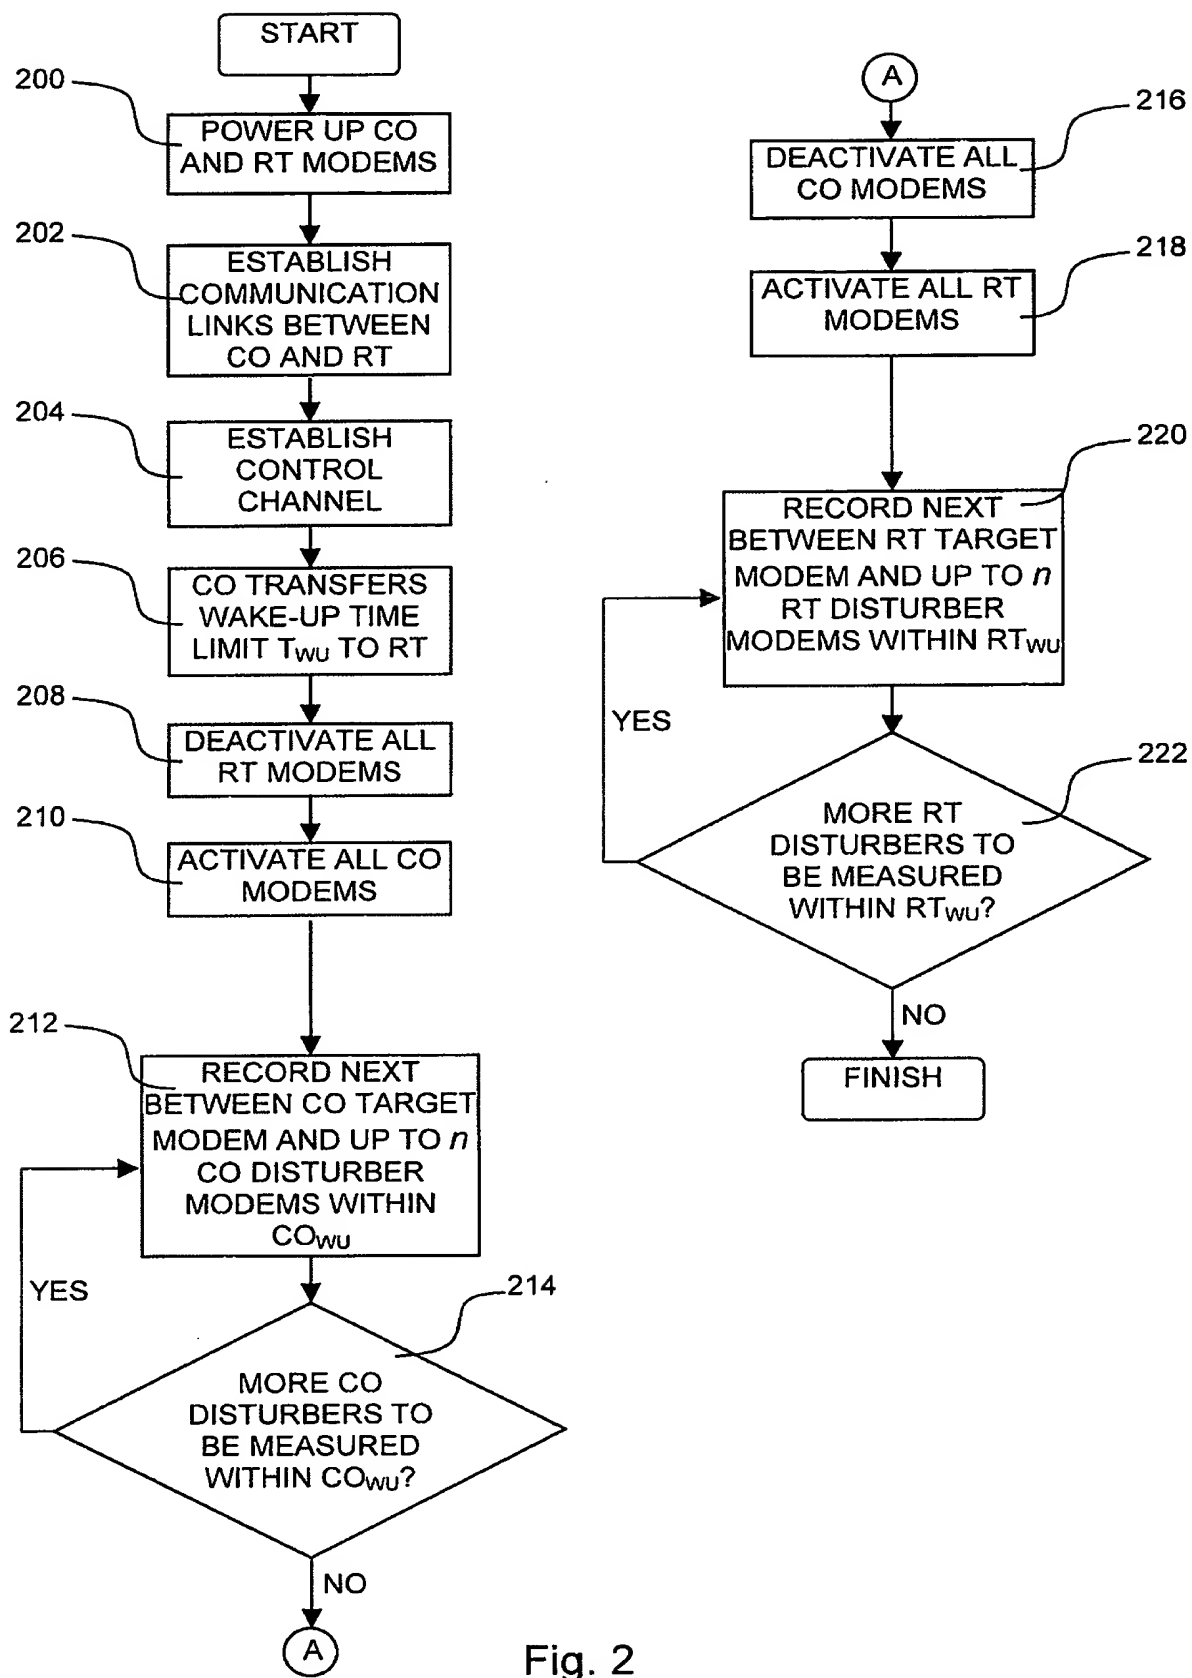 START
200
POWER UP CO
AND RT MODEMS
202
ESTABLISH
COMMUNICATION
LINKS BETWEEN
CO AND RT
204
ESTABLISH
CONTROL
CHANNEL
206
CO TRANSFERS
WAKE-UP TIME
LIMIT TWU TO RT
208
DEACTIVATE ALL
RT MODEMS
210
ACTIVATE ALL CO
MODEMS
212
RECORD NEXT
BETWEEN CO TARGET
MODEM AND UP TO n
CO DISTURBER
MODEMS WITHIN
COWU
YES
214
MORE CO
DISTURBERS TO
BE MEASURED
WITHIN COWU?
NO
A
A
216
DEACTIVATE ALL
CO MODEMS
218
ACTIVATE ALL RT
MODEMS
220
RECORD NEXT
BETWEEN RT TARGET
MODEM AND UP TO n
RT DISTURBER
MODEMS WITHIN RTWU
YES
222
MORE RT
DISTURBERS TO
BE MEASURED
WITHIN RTWU?
NO
FINISH
Fig. 2